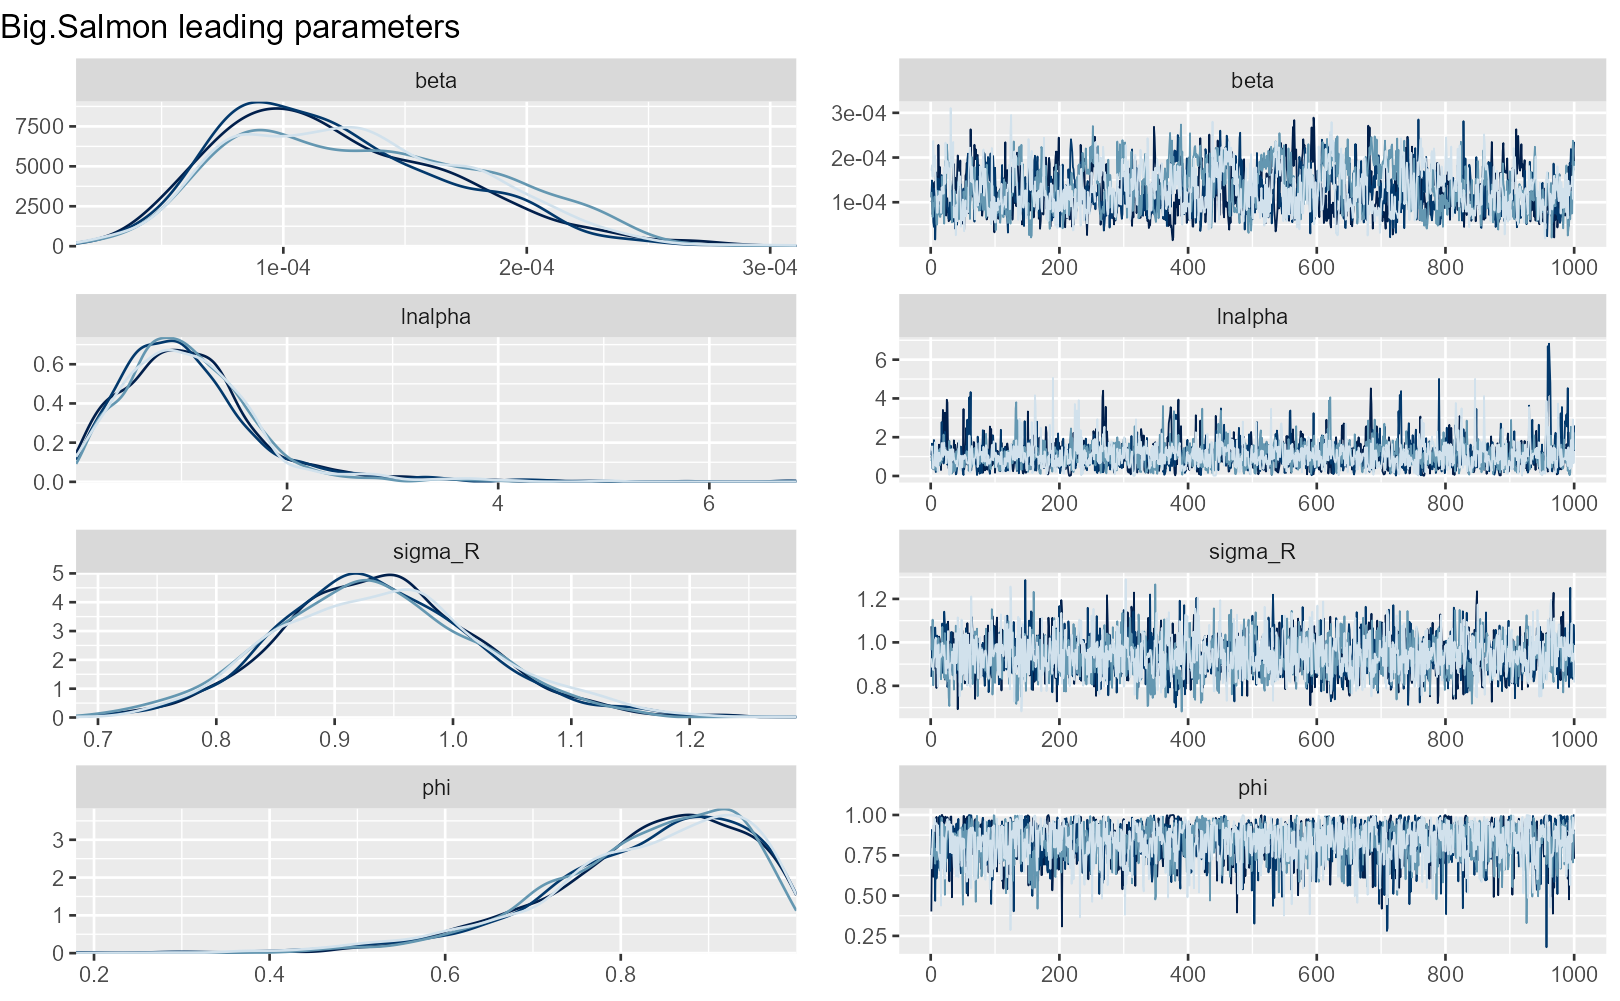 Big.Salmon leading parameters
beta
7500
5000
2500
0
1e-04 2e-04 3e-04
beta
3e-04
2e-04
1e-04
0 200 400 600 800 1000
lnalpha
0.6
0.4
0.2
0.0
2 4 6
lnalpha
6
4
2
0
0 200 400 600 800 1000
sigma_R
5
4
3
2
1
0
0.7 0.8 0.9 1.0 1.1 1.2
sigma_R
1.2
1.0
0.8
0 200 400 600 800 1000
phi
3
2
1
0
0.2 0.4 0.6 0.8
phi
1.00
0.75
0.50
0.25
0 200 400 600 800 1000